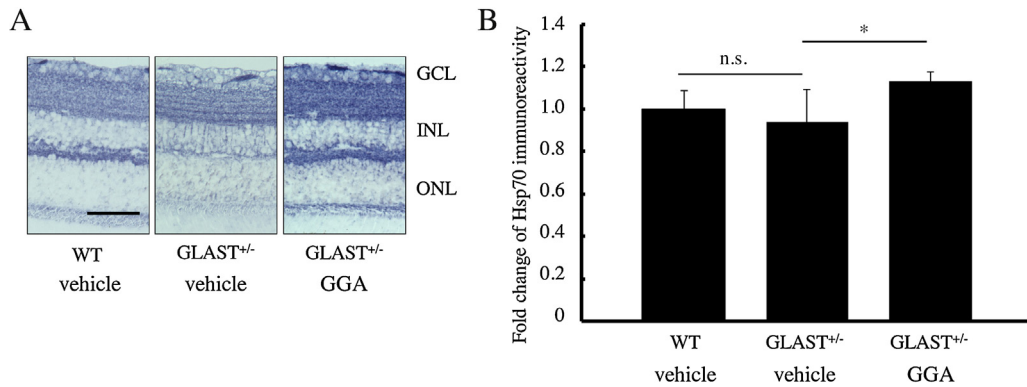 A
GCL
INL
ONL
WT
vehicle
GLAST+/-
vehicle
GLAST+/-
GGA
B
Fold change of Hsp70 immunoreactivity
1.4
1.2
1.0
0.8
0.6
0.4
0.2
0
n.s.
*
WT
vehicle
GLAST+/-
vehicle
GLAST+/-
GGA